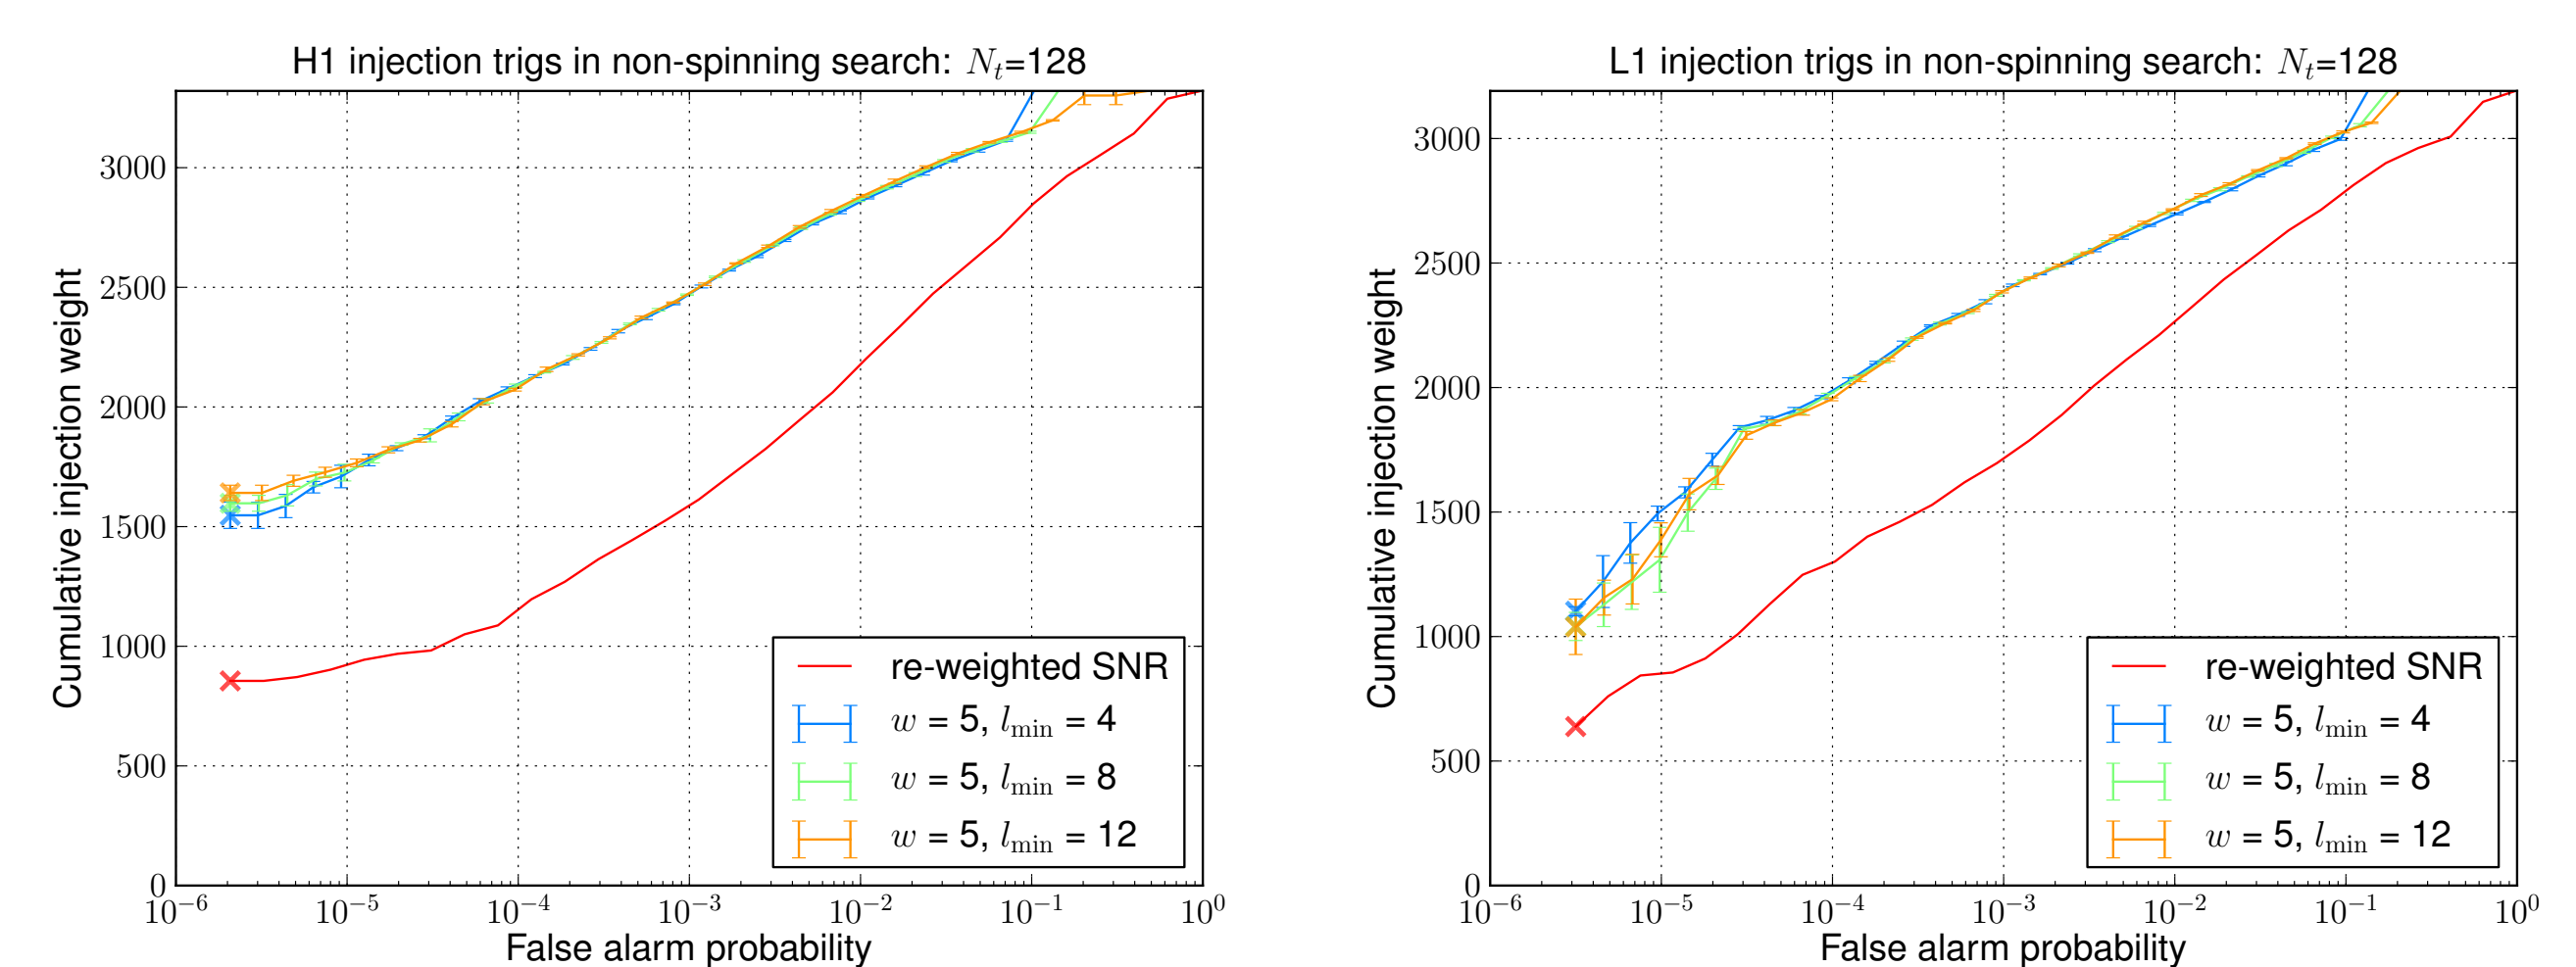 H1 injection trigs in non-spinning search: N_t=128
Cumulative injection weight
3000
2500
2000
1500
1000
500
0
re-weighted SNR
w = 5, l_min = 4
w = 5, l_min = 8
w = 5, l_min = 12
10^-6 10^-5 10^-4 10^-3 10^-2 10^-1 10^0
False alarm probability
L1 injection trigs in non-spinning search: N_t=128
Cumulative injection weight
3000
2500
2000
1500
1000
500
0
re-weighted SNR
w = 5, l_min = 4
w = 5, l_min = 8
w = 5, l_min = 12
10^-6 10^-5 10^-4 10^-3 10^-2 10^-1 10^0
False alarm probability